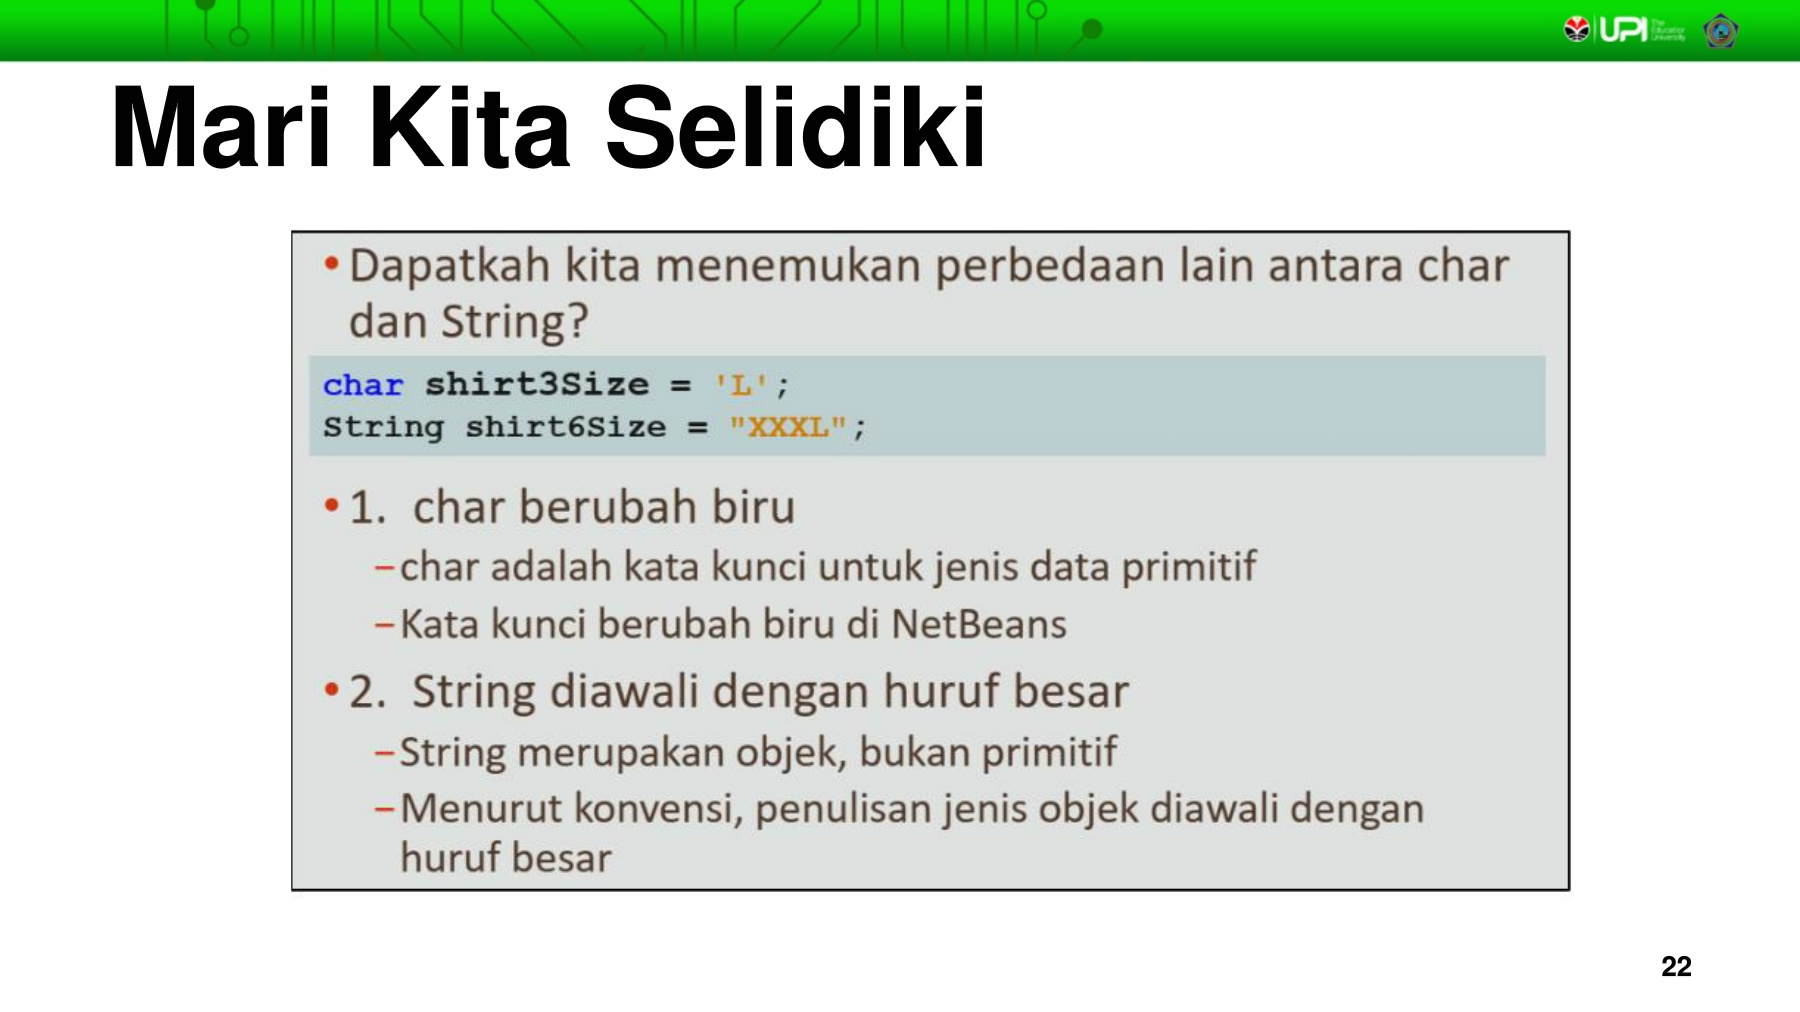 UPI
The
Education
University
Mari Kita Selidiki
• Dapatkah kita menemukan perbedaan lain antara char
dan String?
char shirt3Size = 'L';
String shirt6Size = "XXXL";
• 1.  char berubah biru
–char adalah kata kunci untuk jenis data primitif
–Kata kunci berubah biru di NetBeans
• 2.  String diawali dengan huruf besar
–String merupakan objek, bukan primitif
–Menurut konvensi, penulisan jenis objek diawali dengan
huruf besar
22